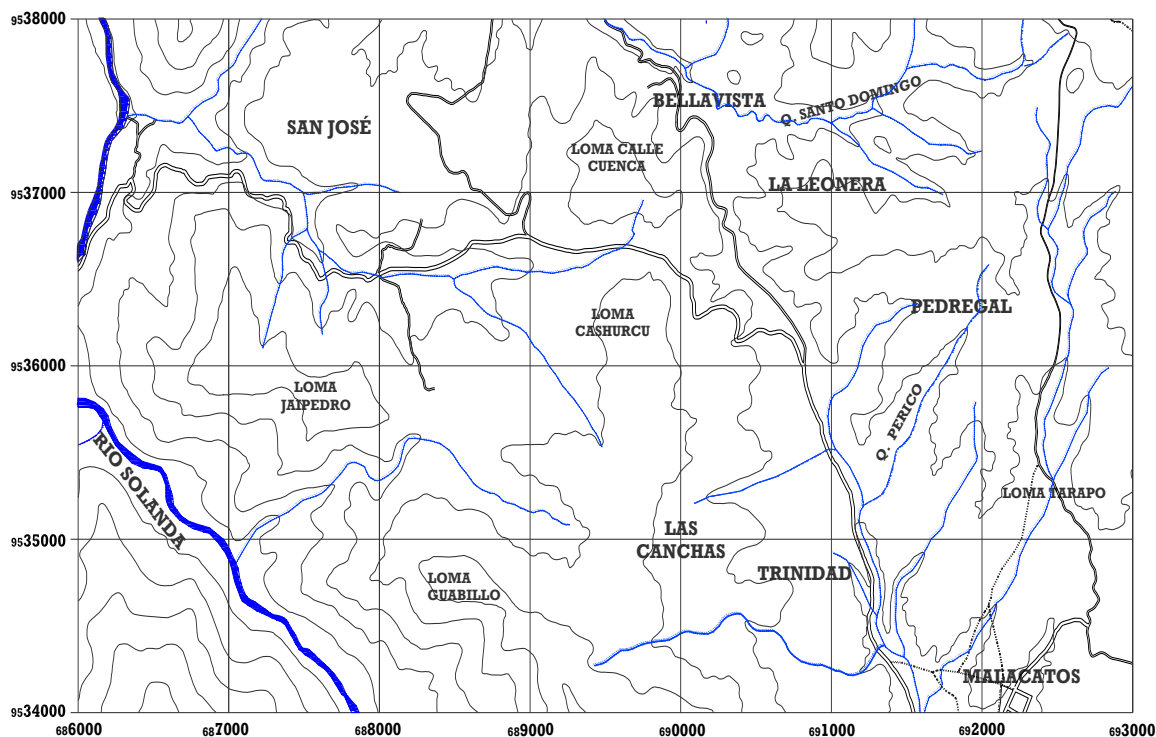 9538000
BELLAVISTA
Q. SANTO DOMINGO
SAN JOSÉ
LOMA CALLE
CUENCA
LA LEONERA
9537000
PEDREGAL
LOMA
CASHURCU
9536000
LOMA
JAIPEDRO
Q. PERICO
RIO SOLANDA
LOMA TARAPO
LAS
CANCHAS
9535000
TRINIDAD
LOMA
GUABILLO
MALACATOS
9534000
686000 687000 688000 689000 690000 691000 692000 693000